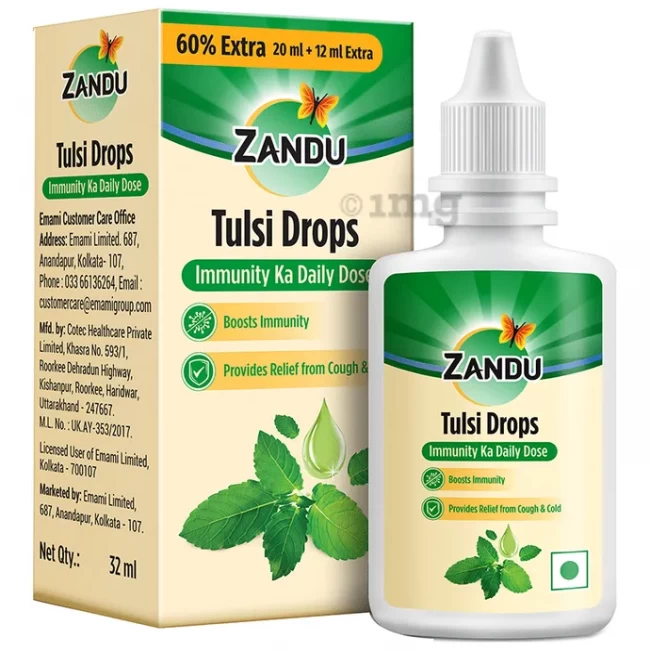 ZANDU
Tulsi Drops
Immunity Ka Daily Dose
Emami Customer Care Office
Address: Emami Limited. 687,
Anandapur, Kolkata- 107,
Phone : 033 66136264, Email :
customercare@emamigroup.com
Mfd. by: Cotec Healthcare Private
Limited, Khasra No. 593/1,
Roorkee Dehradun Highway,
Kishanpur, Roorkee, Haridwar,
Uttarakhand - 247667.
M.L. No. : UK.AY-353/2017.
Licensed User of Emami Limited,
Kolkata - 700107
Marketed by: Emami Limited,
687, Anandapur, Kolkata - 107.
Net Qty.: 32 ml
60% Extra 20 ml + 12 ml Extra
ZANDU
Tulsi Drops
Immunity Ka Daily Dose
Boosts Immunity
Provides Relief from Cough &
© 1mg
ZANDU
Tulsi Drops
Immunity Ka Daily Dose
Boosts Immunity
Provides Relief from Cough & Cold